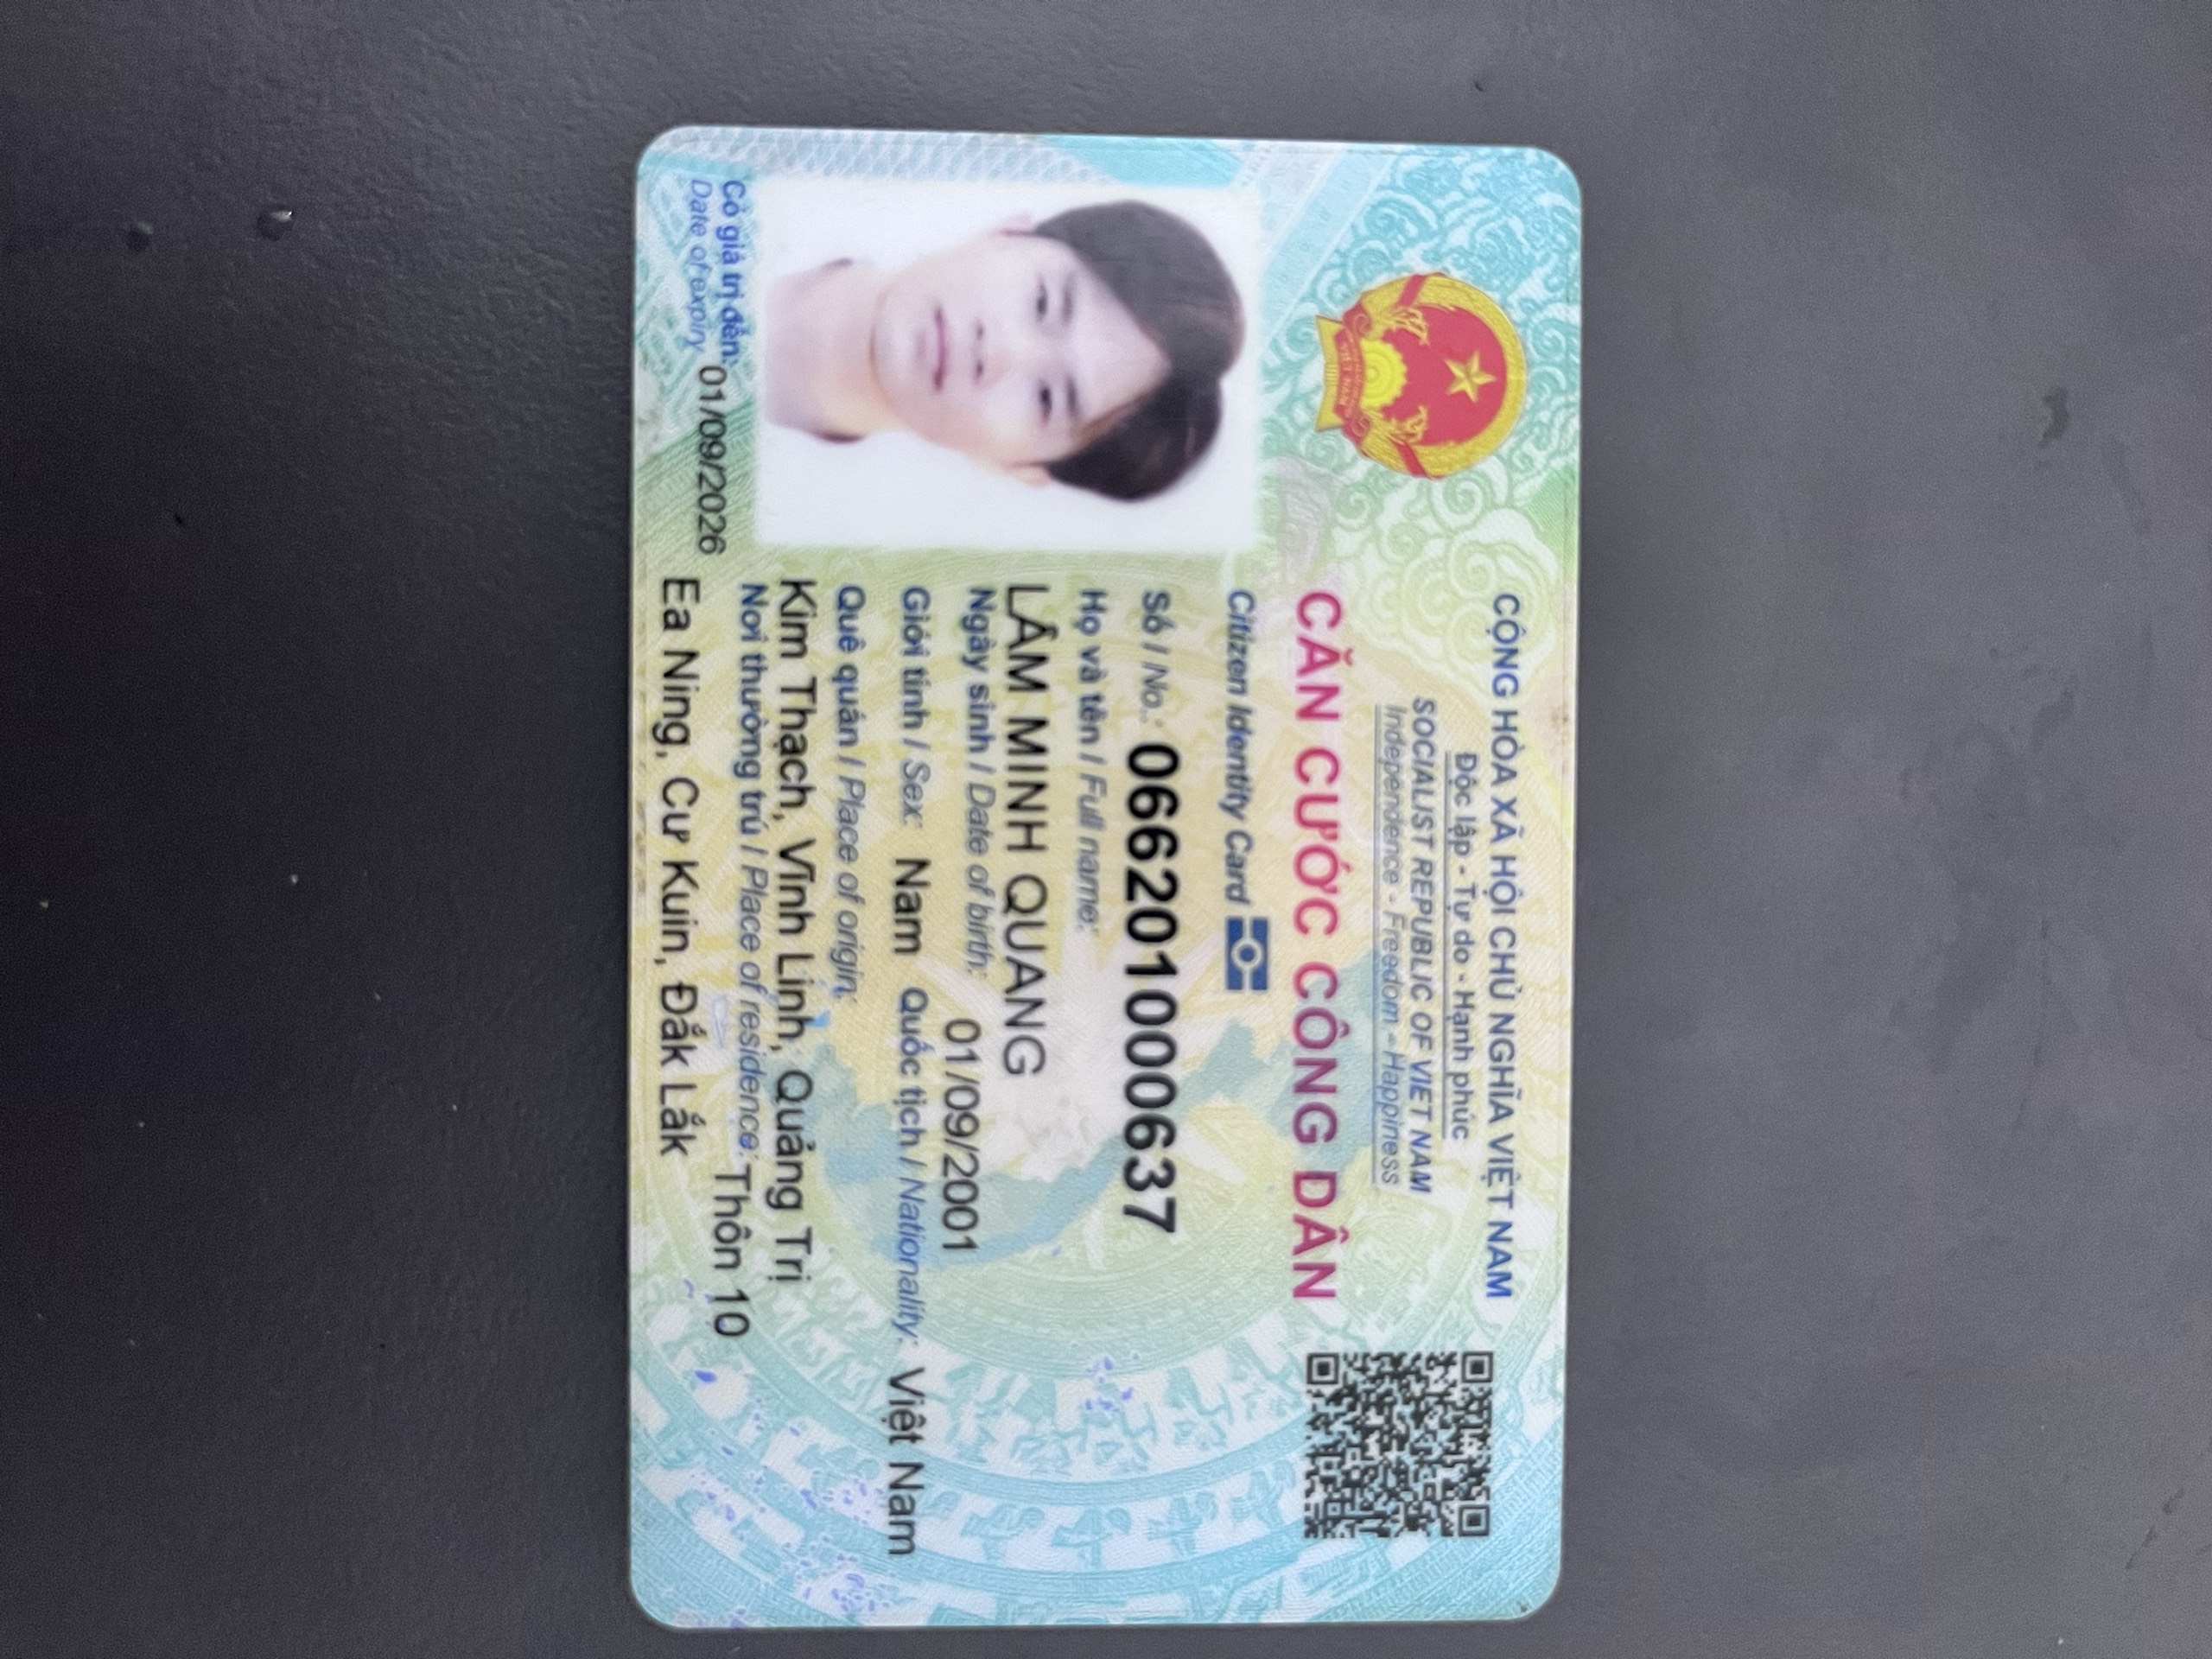 CỘNG HÒA XÃ HỘI CHỦ NGHĨA VIỆT NAM
Độc lập - Tự do - Hạnh phúc
SOCIALIST REPUBLIC OF VIET NAM
Independence - Freedom - Happiness
CĂN CƯỚC CÔNG DÂN
Citizen Identity Card
Số / No.: 066201000637
Họ và tên / Full name:
LÂM MINH QUANG
Ngày sinh / Date of birth: 01/09/2001
Giới tính / Sex: Nam Quốc tịch / Nationality: Việt Nam
Quê quán / Place of origin:
Kim Thạch, Vĩnh Linh, Quảng Trị
Nơi thường trú / Place of residence: Thôn 10
Ea Ning, Cư Kuin, Đắk Lắk
Có giá trị đến: 01/09/2026
Date of expiry